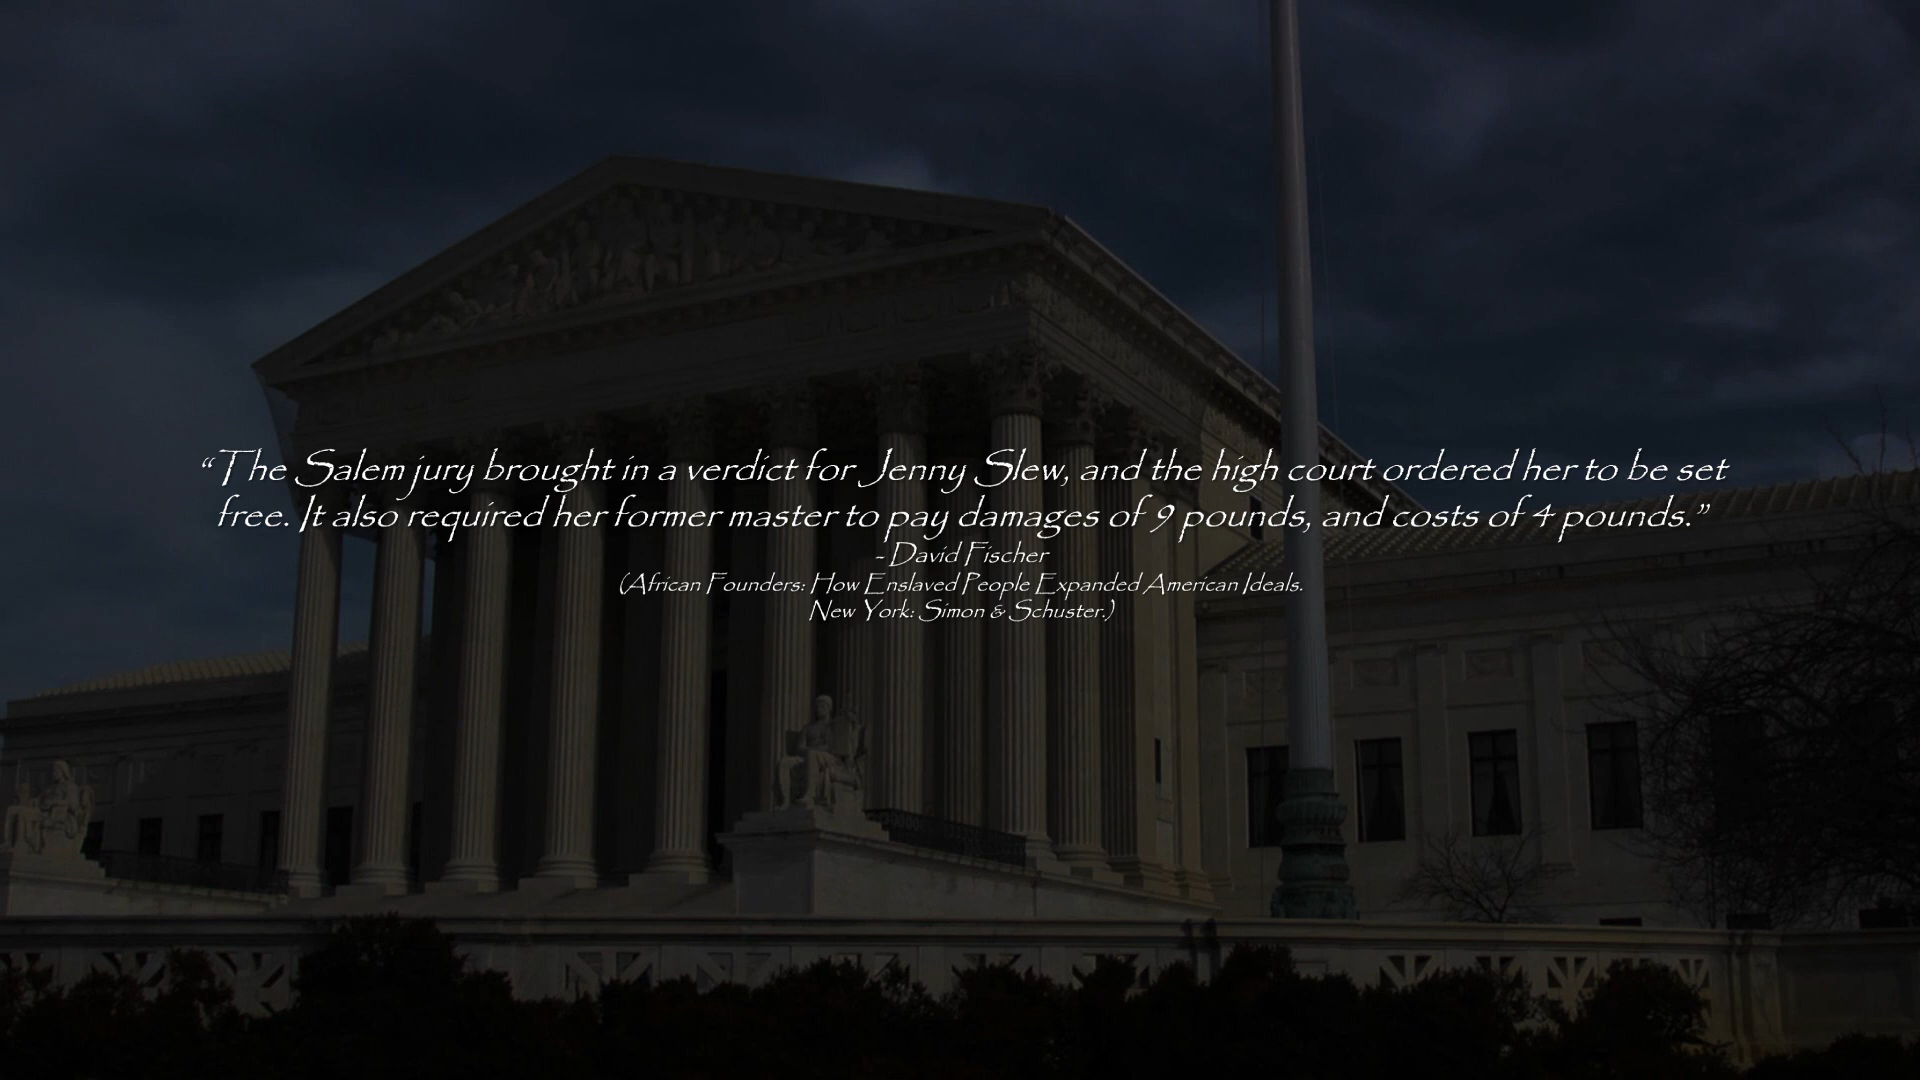 “The Salem jury brought in a verdict for Jenny Slew, and the high court ordered her to be set
free. It also required her former master to pay damages of 9 pounds, and costs of 4 pounds.”
- David Fischer
(African Founders: How Enslaved People Expanded American Ideals.
New York: Simon & Schuster.)